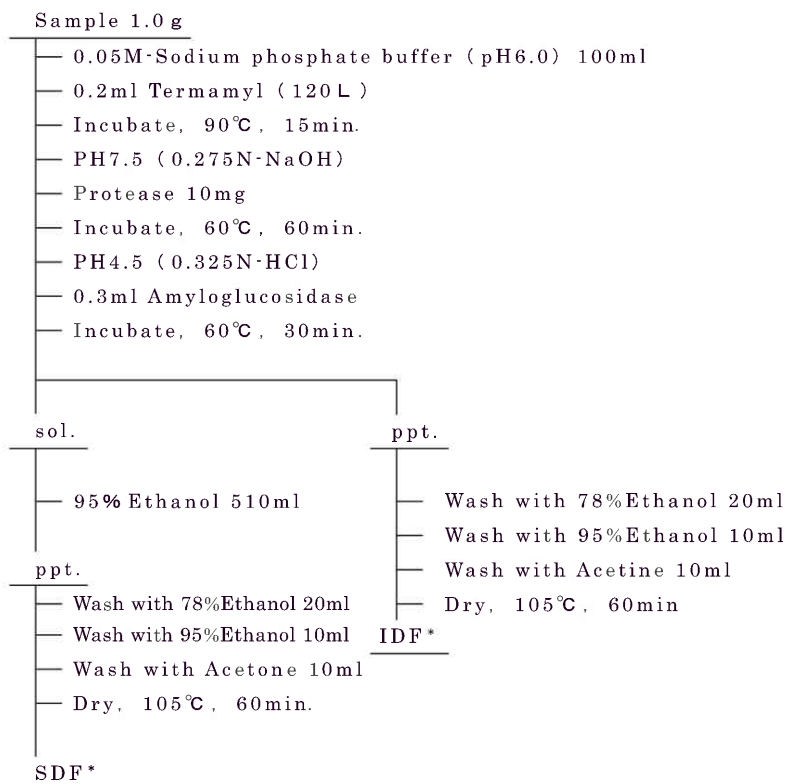 Sample 1.0g
0.05M-Sodium phosphate buffer (pH6.0) 100ml
0.2ml Termamyl (120L)
Incubate, 90℃, 15min.
PH7.5 (0.275N-NaOH)
Protease 10mg
Incubate, 60℃, 60min.
PH4.5 (0.325N-HCl)
0.3ml Amyloglucosidase
Incubate, 60℃, 30min.
sol.
95% Ethanol 510ml
ppt.
Wash with 78%Ethanol 20ml
Wash with 95%Ethanol 10ml
Wash with Acetone 10ml
Dry, 105℃, 60min.
SDF*
ppt.
Wash with 78%Ethanol 20ml
Wash with 95%Ethanol 10ml
Wash with Acetine 10ml
Dry, 105℃, 60min
IDF*